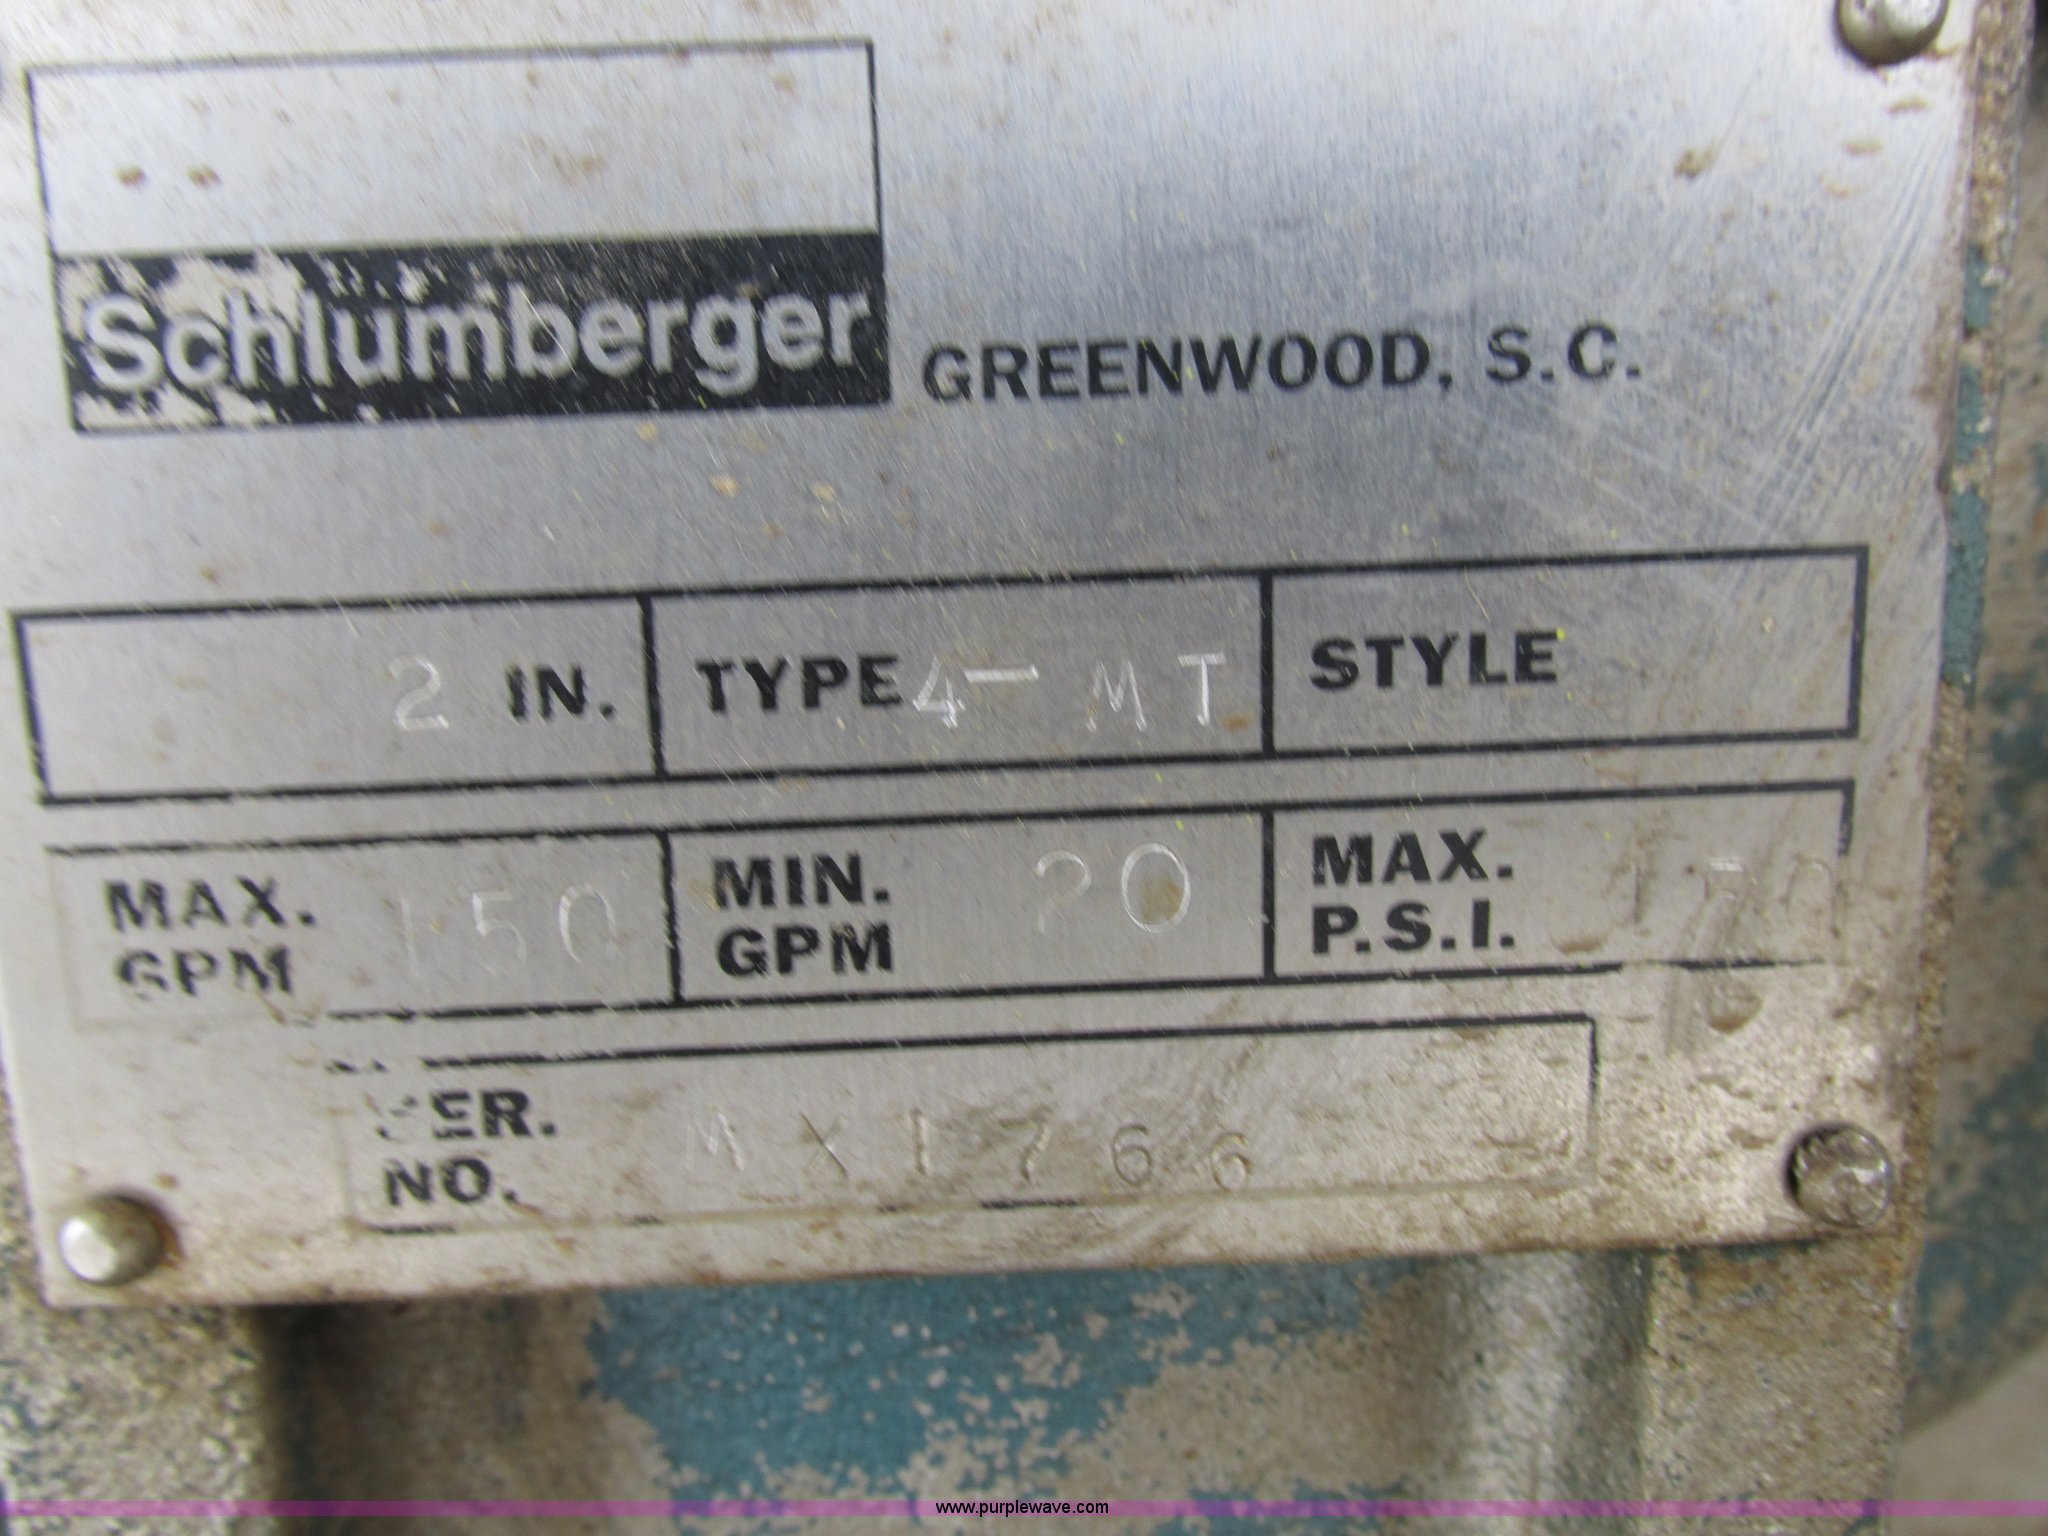 Schlumberger GREENWOOD, S.C.
2 IN. TYPE 4-MT STYLE
MAX. GPM 150 MIN. GPM 20 MAX. P.S.I.
SER. NO. MX1766
www.purplewave.com